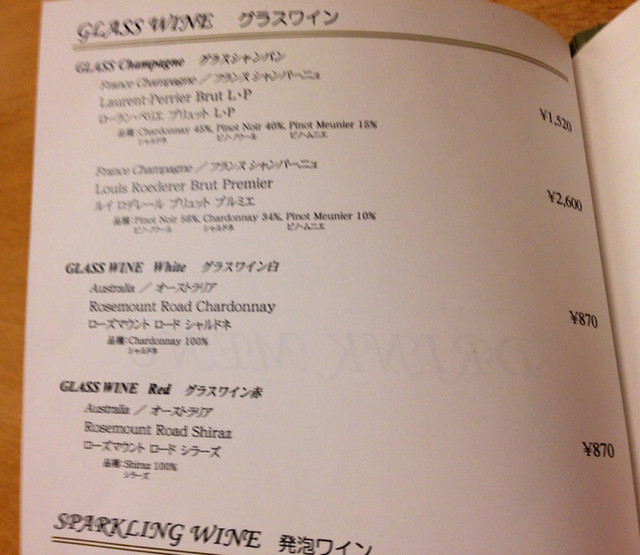 GLASS WINE グラスワイン
GLASS Champagne グラスシャンパン
France Champagne／フランス シャンパーニュ
Laurent-Perrier Brut L・P
ローラン・ペリエ ブリュット L・P ¥1,520
品種:Chardonnay 45%, Pinot Noir 40%, Pinot Meunier 15%
シャルドネ ピノ・ノワール ピノ・ムニエ
France Champagne／フランス シャンパーニュ
Louis Roederer Brut Premier ¥2,600
ルイ ロデレール ブリュット プルミエ
品種:Pinot Noir 56%, Chardonnay 34%, Pinot Meunier 10%
ピノ・ノワール シャルドネ ピノ・ムニエ
GLASS WINE White グラスワイン白
Australia ／ オーストラリア
Rosemount Road Chardonnay ¥870
ローズマウント ロード シャルドネ
品種:Chardonnay 100%
シャルドネ
GLASS WINE Red グラスワイン赤
Australia ／ オーストラリア
Rosemount Road Shiraz ¥870
ローズマウント ロード シラーズ
品種:Shiraz 100%
シラーズ
SPARKLING WINE 発泡ワイン